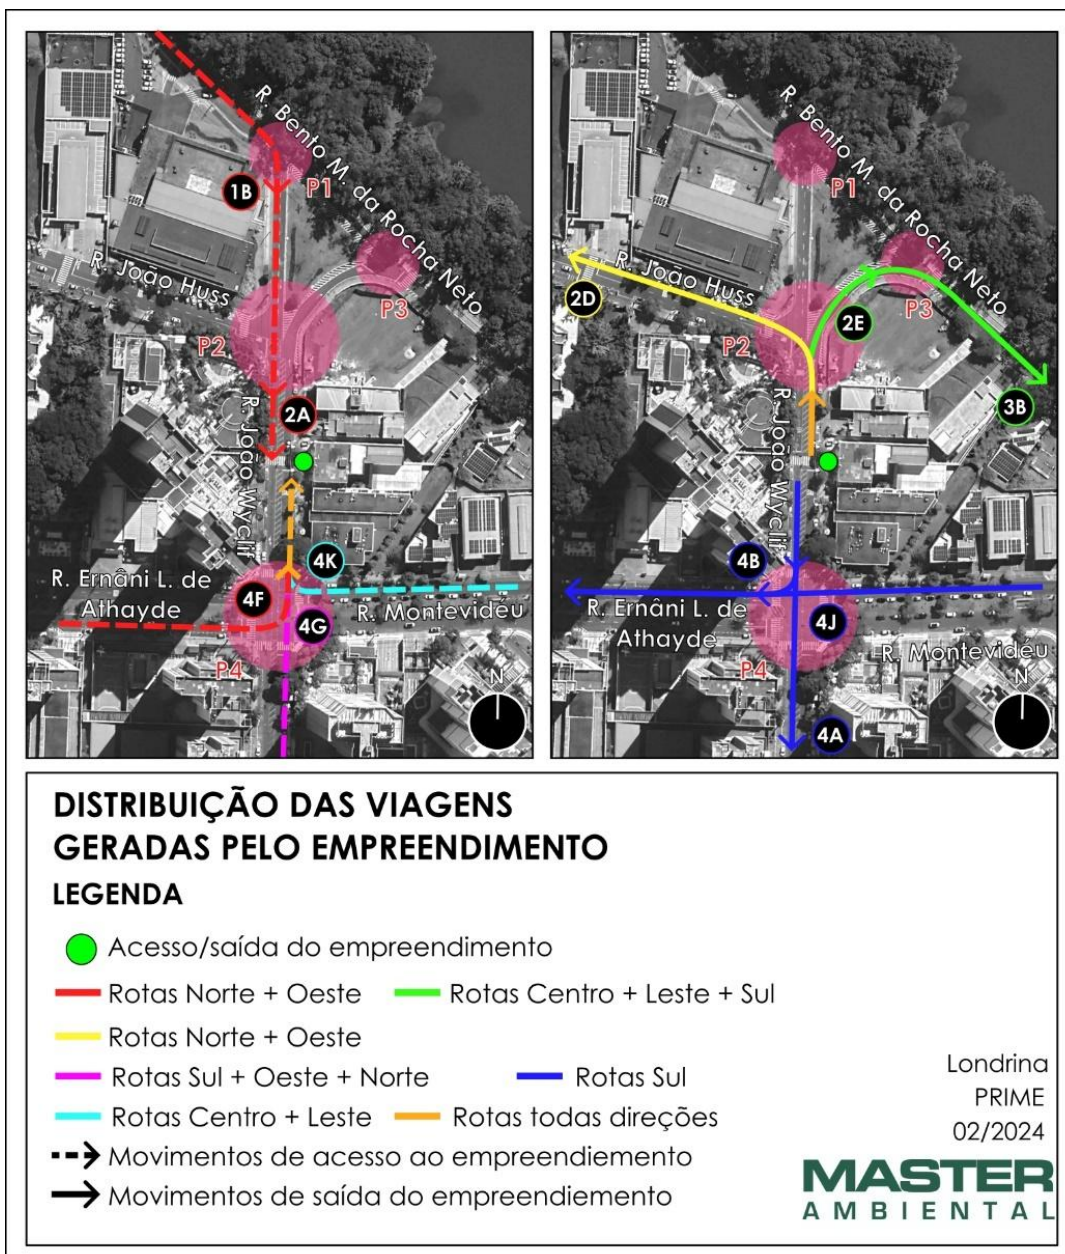 R. Bento M. da Rocha Neto
1B
P1
R. João Huss
P3
P2
2A
R. João Wyclif
4K
R. Ernâni L. de
Athayde
4F
R. Montevidéu
4G
P4
N
R. Bento M. da Rocha Neto
P1
R. João Huss
2D
2E
P3
P2
3B
R. João Wyclif
4B
R. Ernâni L. de
Athayde
4J
R. Montevidéu
P4
N
4A
DISTRIBUIÇÃO DAS VIAGENS
GERADAS PELO EMPREENDIMENTO
LEGENDA
Acesso/saída do empreendimento
Rotas Norte + Oeste
Rotas Centro + Leste + Sul
Rotas Norte + Oeste
Rotas Sul + Oeste + Norte
Rotas Sul
Rotas Centro + Leste
Rotas todas direções
Movimentos de acesso ao empreendiemento
Movimentos de saída do empreendiemento
Londrina
PRIME
02/2024
MASTER
AMBIENTAL